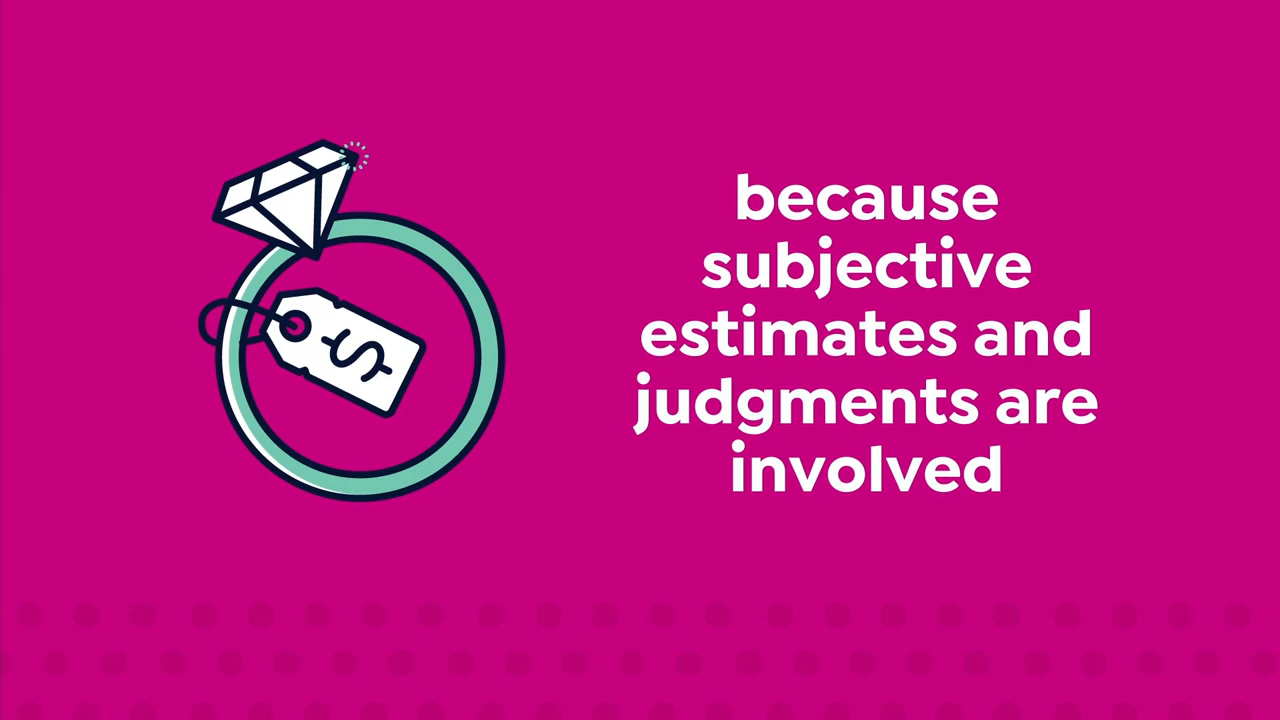 $
because
subjective
estimates and
judgments are
involved